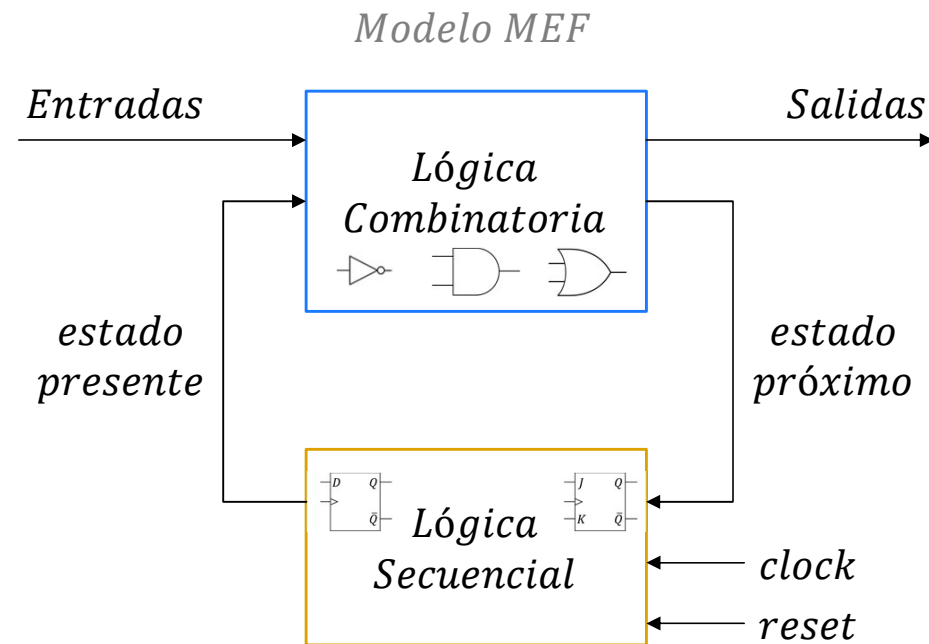 Modelo MEF
Entradas
Salidas
Lógica
Combinatoria
estado
presente
estado
próximo
D Q
Q̅
J Q
K Q̅
Lógica
Secuencial
clock
reset